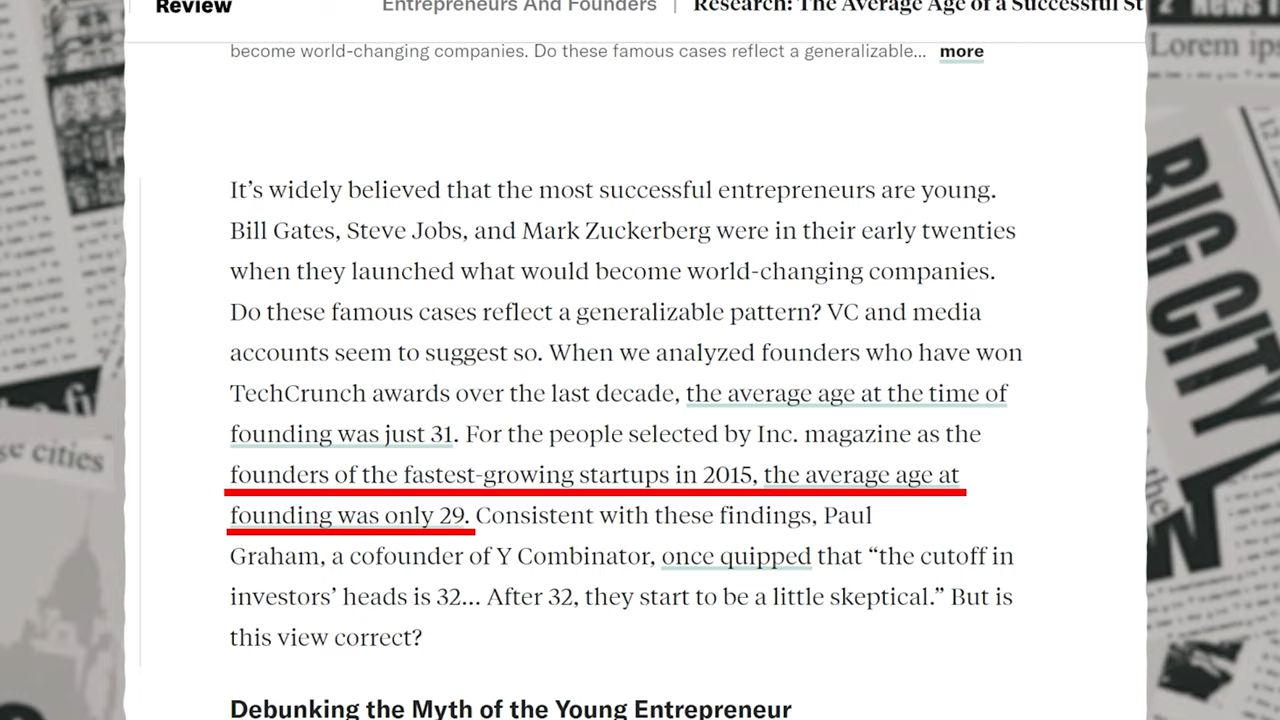 Review
Entrepreneurs And Founders | Research: The Average Age of a Successful St
become world-changing companies. Do these famous cases reflect a generalizable... more
It’s widely believed that the most successful entrepreneurs are young.
Bill Gates, Steve Jobs, and Mark Zuckerberg were in their early twenties
when they launched what would become world-changing companies.
Do these famous cases reflect a generalizable pattern? VC and media
accounts seem to suggest so. When we analyzed founders who have won
TechCrunch awards over the last decade, the average age at the time of
founding was just 31. For the people selected by Inc. magazine as the
founders of the fastest-growing startups in 2015, the average age at
founding was only 29. Consistent with these findings, Paul
Graham, a cofounder of Y Combinator, once quipped that “the cutoff in
investors’ heads is 32... After 32, they start to be a little skeptical.” But is
this view correct?
Debunking the Myth of the Young Entrepreneur
News
Lorem ip
BIG CITY
se cities
the
W